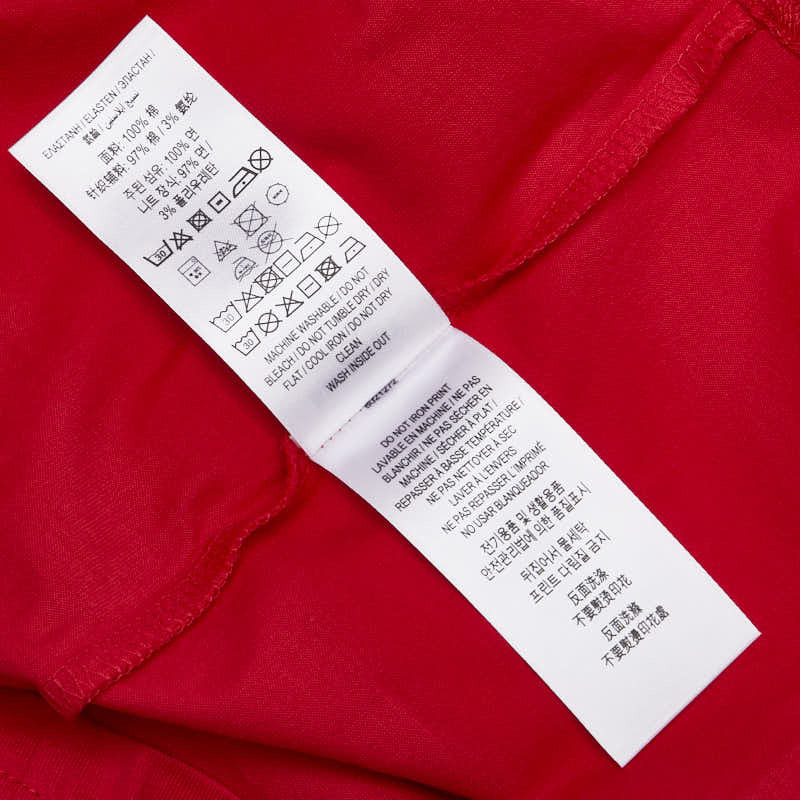 ΕΛΑΣΤΑΝΗ / ELASTEN / ЭЛАСТАН /
面料: 100% 棉
针织辅料: 97% 棉 / 3% 氨纶
주된 섬유: 100% 면
니트 장식: 97% 면 /
3% 폴리우레탄
30
30
30
MACHINE WASHABLE / DO NOT
BLEACH / DO NOT TUMBLE DRY / DRY
FLAT / COOL IRON / DO NOT DRY
CLEAN
WASH INSIDE OUT
DO NOT IRON PRINT
LAVABLE EN MACHINE / NE PAS
BLANCHIR / NE PAS SÉCHER EN
MACHINE / SÉCHER À PLAT /
REPASSER À BASSE TEMPÉRATURE /
NE PAS NETTOYER À SEC
LAVER À L'ENVERS
NE PAS REPASSER L'IMPRIMÉ
NO USAR BLANQUEADOR
전기용품 및 생활용품
안전관리법에 의한 품질표시
뒤집어서 물세탁
프린트 다림질 금지
反面洗涤
不要熨烫印花
反面洗滌
不要熨燙印花處